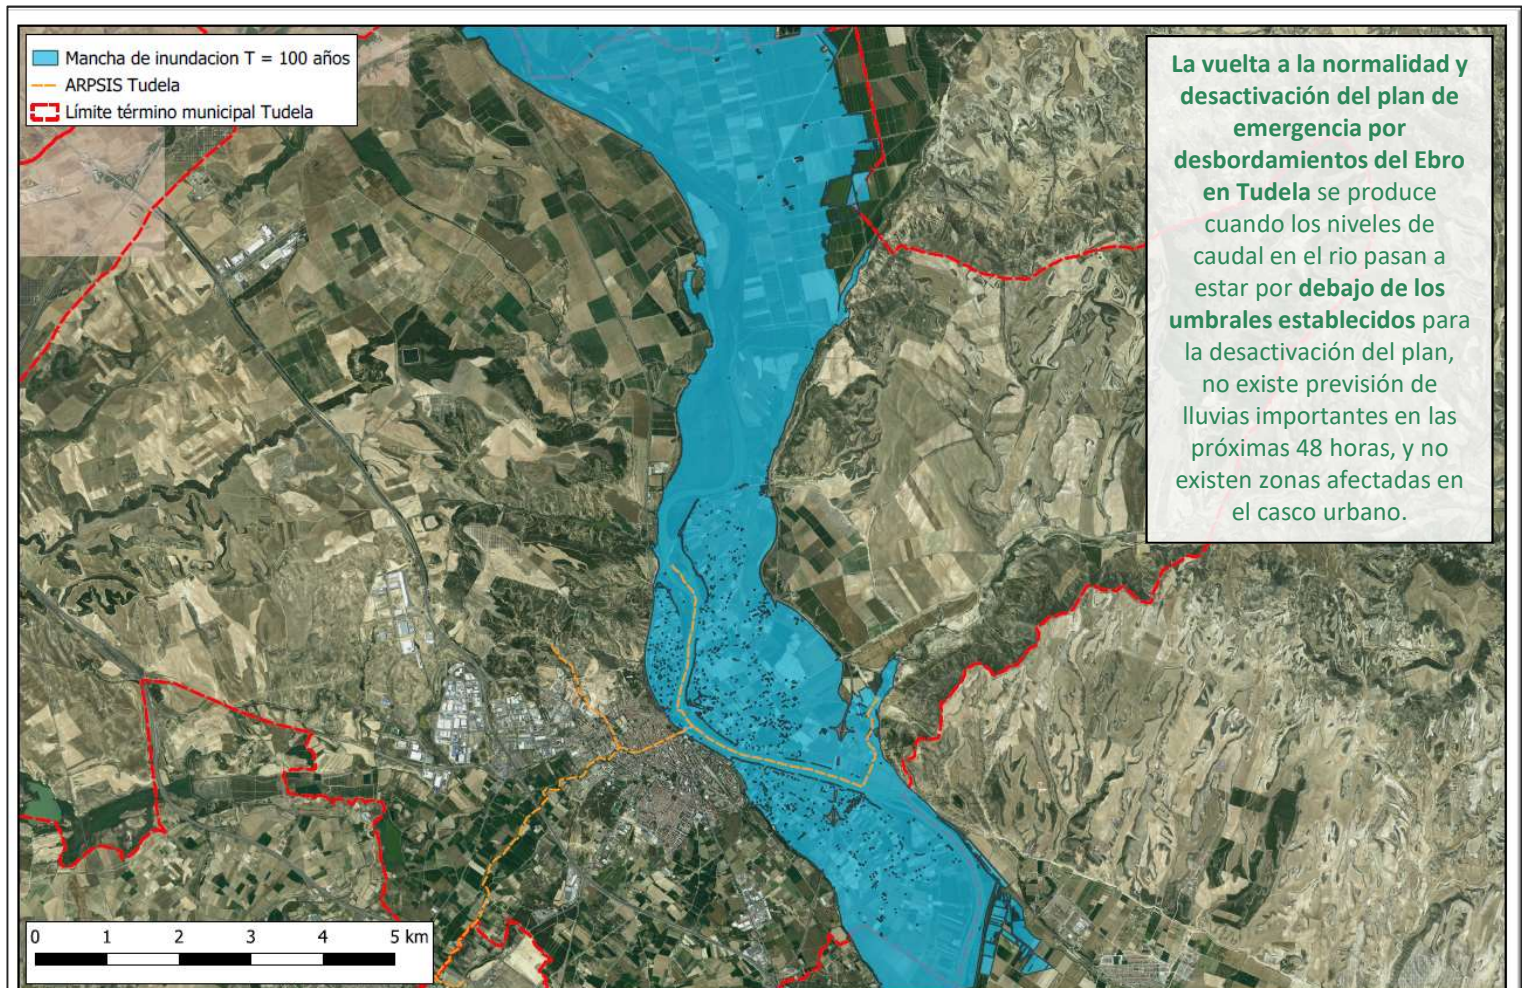 Mancha de inundacion T = 100 años
ARPSIS Tudela
Límite término municipal Tudela
La vuelta a la normalidad y
desactivación del plan de
emergencia por
desbordamientos del Ebro
en Tudela se produce
cuando los niveles de
caudal en el rio pasan a
estar por debajo de los
umbrales establecidos para
la desactivación del plan,
no existe previsión de
lluvias importantes en las
próximas 48 horas, y no
existen zonas afectadas en
el casco urbano.
0 1 2 3 4 5 km